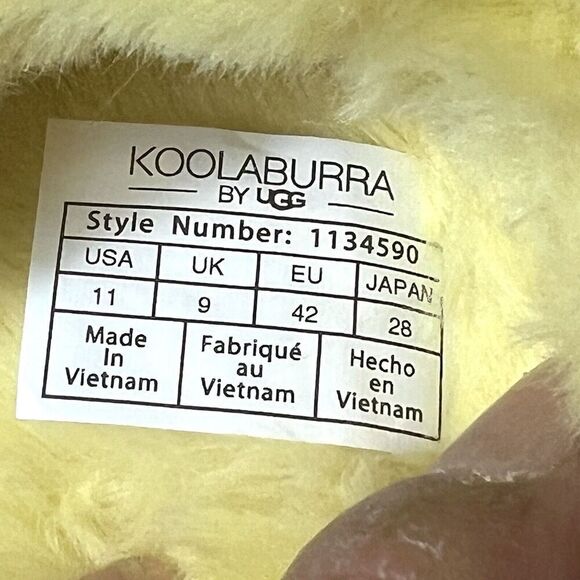 KOOLABURRA
BY UGG
Style Number: 1134590
USA UK EU JAPAN
11 9 42 28
Made In Vietnam
Fabriqué au Vietnam
Hecho en Vietnam